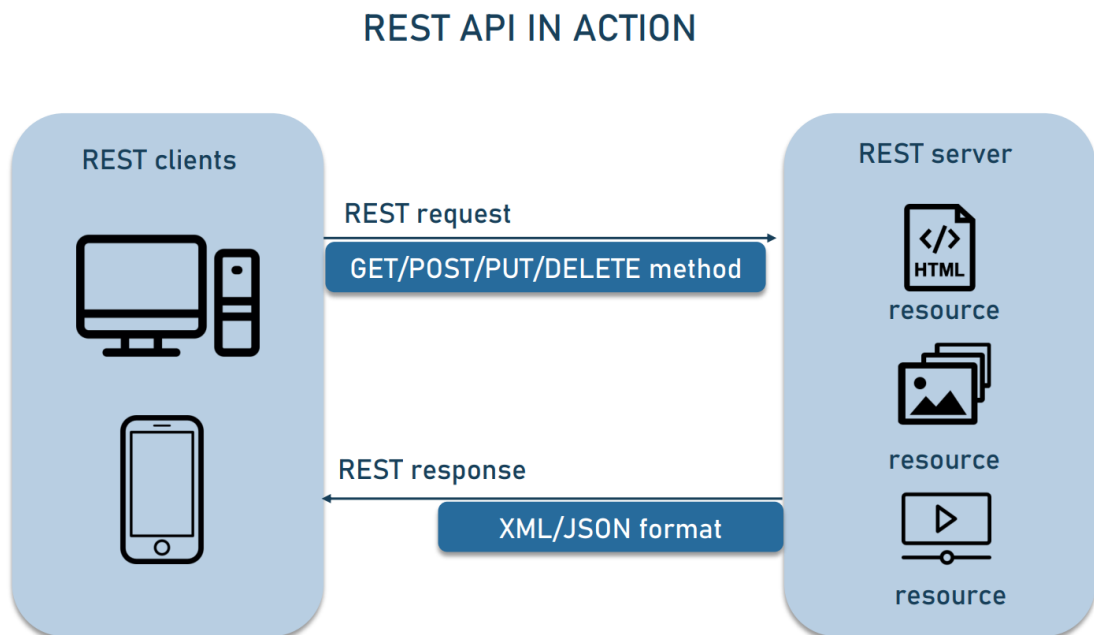 REST API IN ACTION
REST clients
REST request
GET/POST/PUT/DELETE method
REST response
XML/JSON format
REST server
</>
HTML
resource
resource
resource